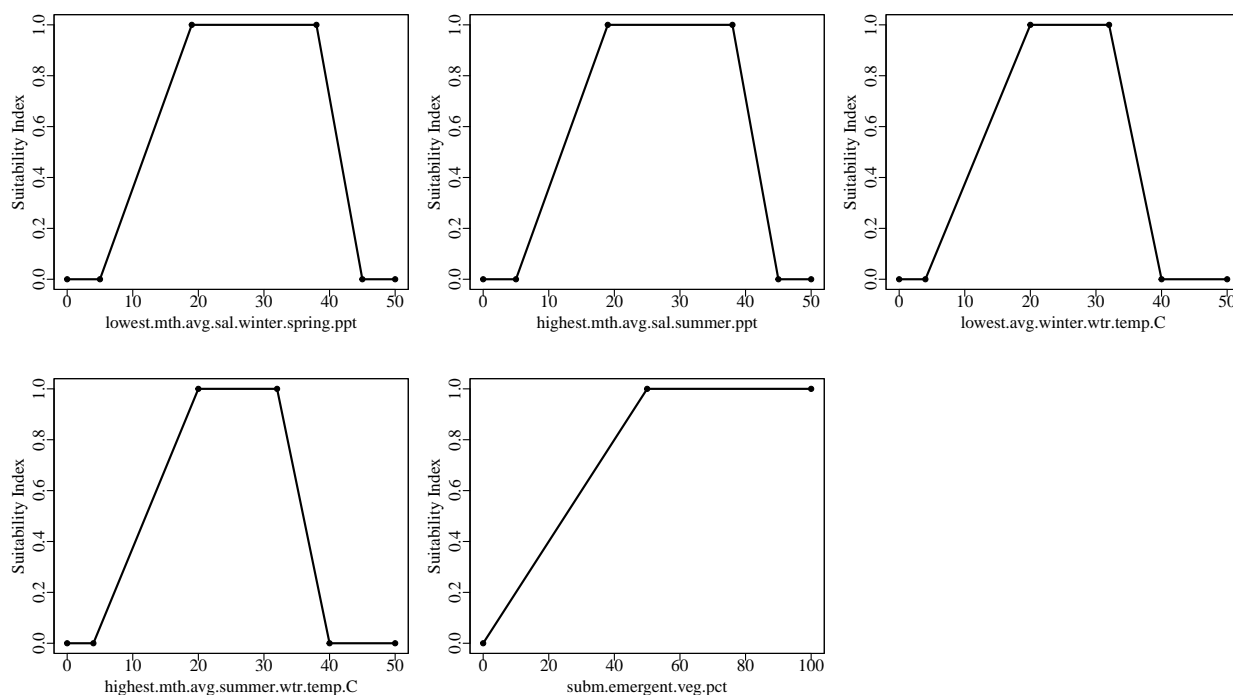 Suitability Index
0.0 0.2 0.4 0.6 0.8 1.0
0 10 20 30 40 50
lowest.mth.avg.sal.winter.spring.ppt
Suitability Index
0.0 0.2 0.4 0.6 0.8 1.0
0 10 20 30 40 50
highest.mth.avg.sal.summer.ppt
Suitability Index
0.0 0.2 0.4 0.6 0.8 1.0
0 10 20 30 40 50
lowest.avg.winter.wtr.temp.C
Suitability Index
0.0 0.2 0.4 0.6 0.8 1.0
0 10 20 30 40 50
highest.mth.avg.summer.wtr.temp.C
Suitability Index
0.0 0.2 0.4 0.6 0.8 1.0
0 20 40 60 80 100
subm.emergent.veg.pct